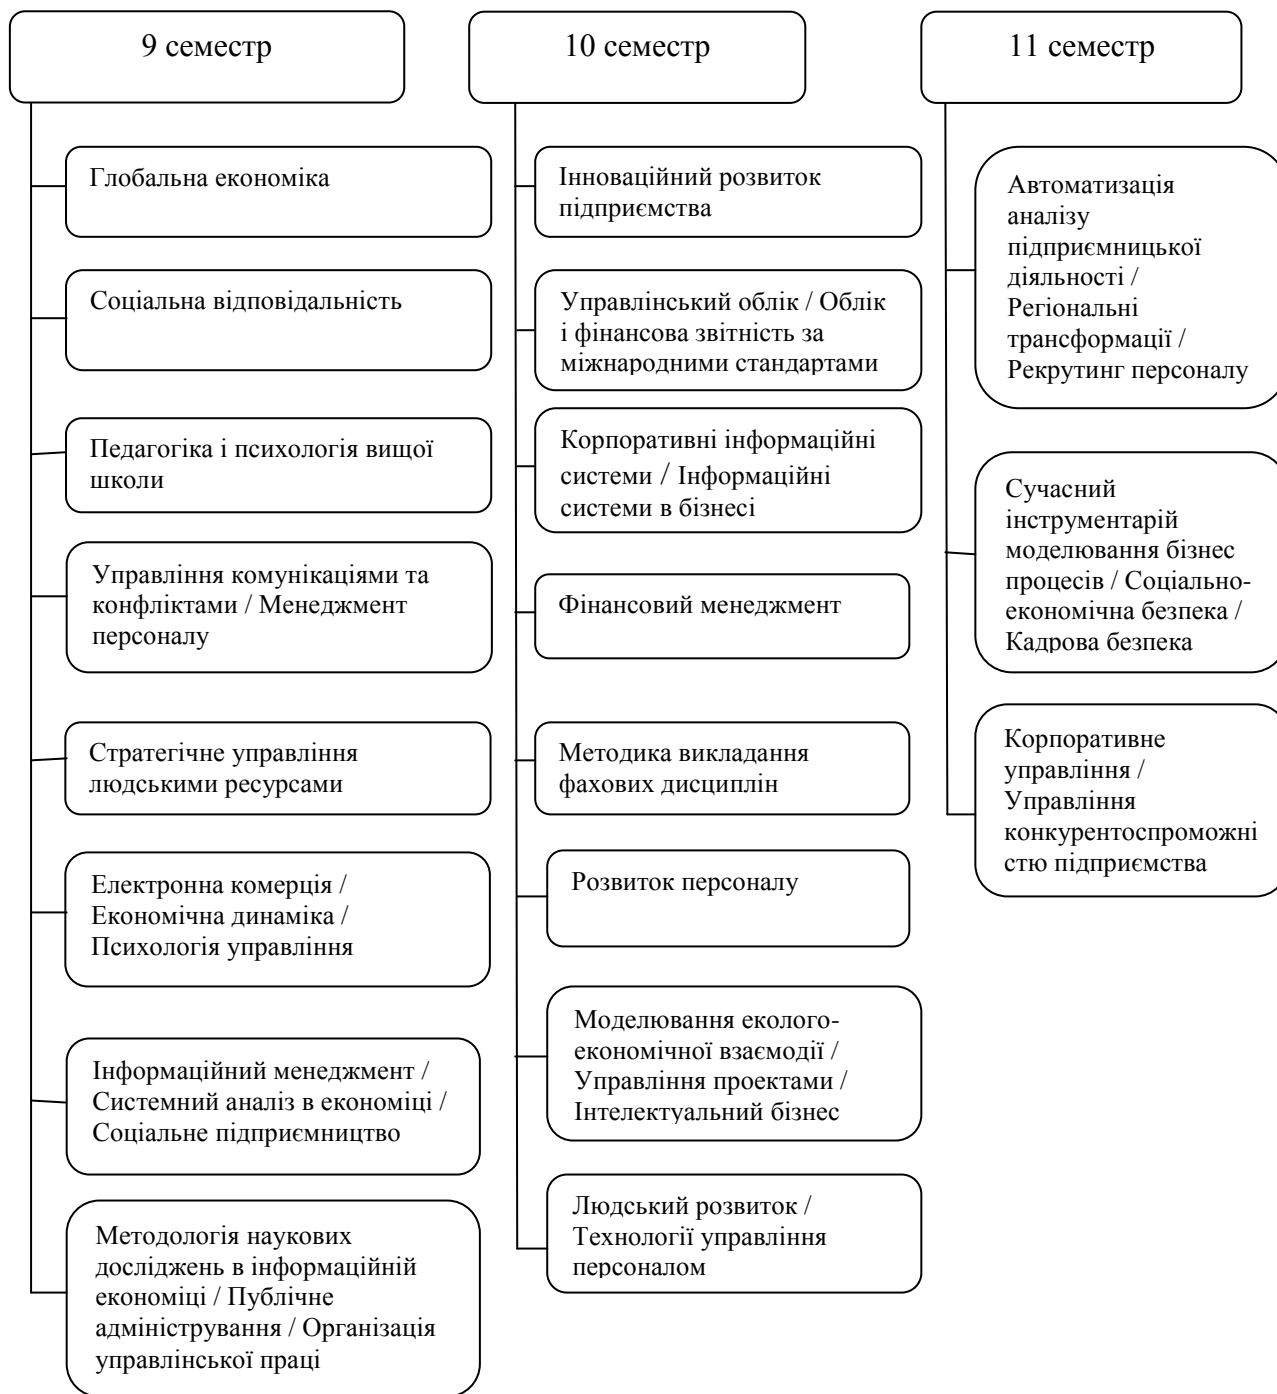 9 семестр
Глобальна економіка
Соціальна відповідальність
Педагогіка і психологія вищої
школи
Управління комунікаціями та
конфліктами / Менеджмент
персоналу
Стратегічне управління
людськими ресурсами
Електронна комерція /
Економічна динаміка /
Психологія управління
Інформаційний менеджмент /
Системний аналіз в економіці /
Соціальне підприємництво
Методологія наукових
досліджень в інформаційній
економіці / Публічне
адміністрування / Організація
управлінської праці
10 семестр
Інноваційний розвиток
підприємства
Управлінський облік / Облік
і фінансова звітність за
міжнародними стандартами
Корпоративні інформаційні
системи / Інформаційні
системи в бізнесі
Фінансовий менеджмент
Методика викладання
фахових дисциплін
Розвиток персоналу
Моделювання еколого-
економічної взаємодії /
Управління проектами /
Інтелектуальний бізнес
Людський розвиток /
Технології управління
персоналом
11 семестр
Автоматизація
аналізу
підприємницької
діяльності /
Регіональні
трансформації /
Рекрутинг персоналу
Сучасний
інструментарій
моделювання бізнес
процесів / Соціально-
економічна безпека /
Кадрова безпека
Корпоративне
управління /
Управління
конкурентоспроможні
стю підприємства